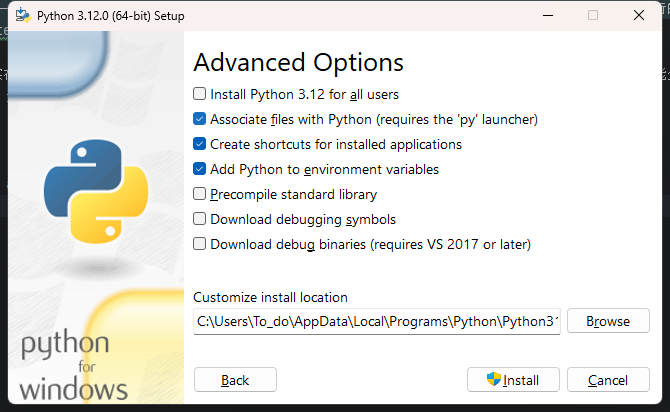 Python 3.12.0 (64-bit) Setup
Advanced Options
Install Python 3.12 for all users
Associate files with Python (requires the 'py' launcher)
Create shortcuts for installed applications
Add Python to environment variables
Precompile standard library
Download debugging symbols
Download debug binaries (requires VS 2017 or later)
Customize install location
C:\Users\To_do\AppData\Local\Programs\Python\Python31
Browse
python
for
windows
Back
Install
Cancel